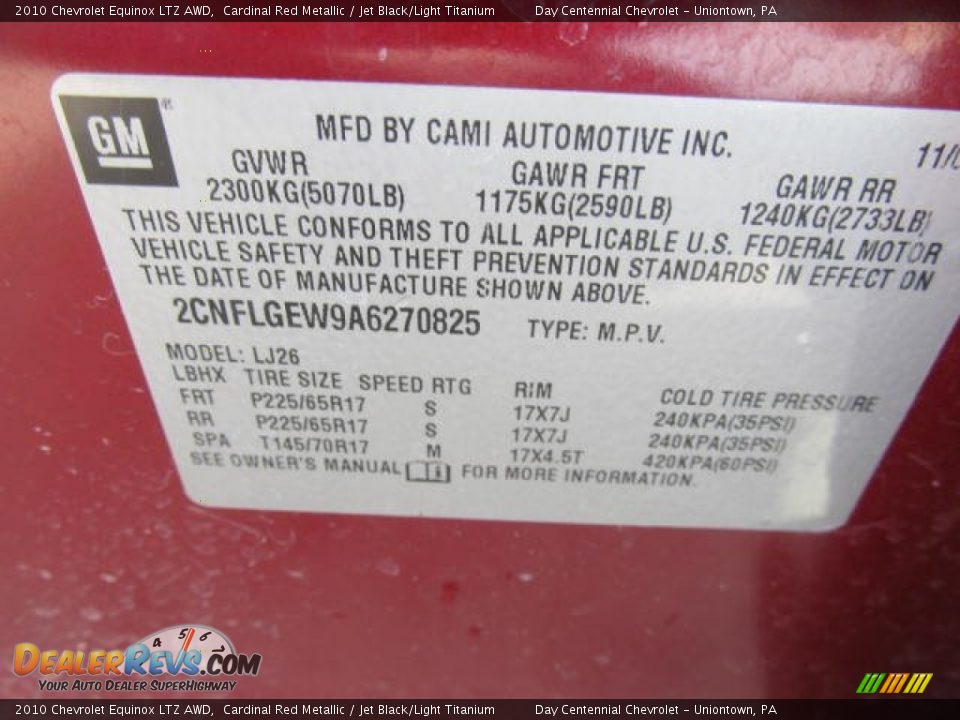 2010 Chevrolet Equinox LTZ AWD, Cardinal Red Metallic / Jet Black/Light Titanium Day Centennial Chevrolet - Uniontown, PA
GM
MFD BY CAMI AUTOMOTIVE INC.
11/0
GVWR GAWR FRT GAWR RR
2300KG(5070LB) 1175KG(2590LB) 1240KG(2733LB)
THIS VEHICLE CONFORMS TO ALL APPLICABLE U.S. FEDERAL MOTOR
VEHICLE SAFETY AND THEFT PREVENTION STANDARDS IN EFFECT ON
THE DATE OF MANUFACTURE SHOWN ABOVE.
2CNFLGEW9A6270825 TYPE: M.P.V.
MODEL: LJ26
LBHX TIRE SIZE SPEED RTG RIM COLD TIRE PRESSURE
FRT P225/65R17 S 17X7J 240KPA(35PSI)
RR P225/65R17 S 17X7J 240KPA(35PSI)
SPA T145/70R17 M 17X4.5T 420KPA(60PSI)
SEE OWNER'S MANUAL FOR MORE INFORMATION.
4 5 6
DealerRevs.com
Your Auto Dealer SuperHighway
2010 Chevrolet Equinox LTZ AWD, Cardinal Red Metallic / Jet Black/Light Titanium Day Centennial Chevrolet - Uniontown, PA